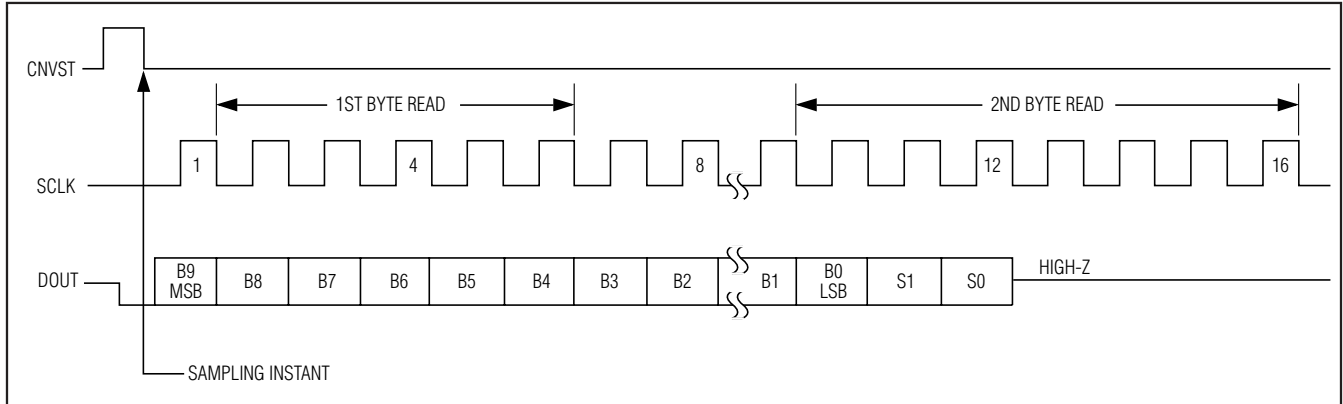 CNVST
1ST BYTE READ
2ND BYTE READ
SCLK
1
4
8
12
16
DOUT
B9
MSB
B8
B7
B6
B5
B4
B3
B2
B1
B0
LSB
S1
S0
HIGH-Z
SAMPLING INSTANT